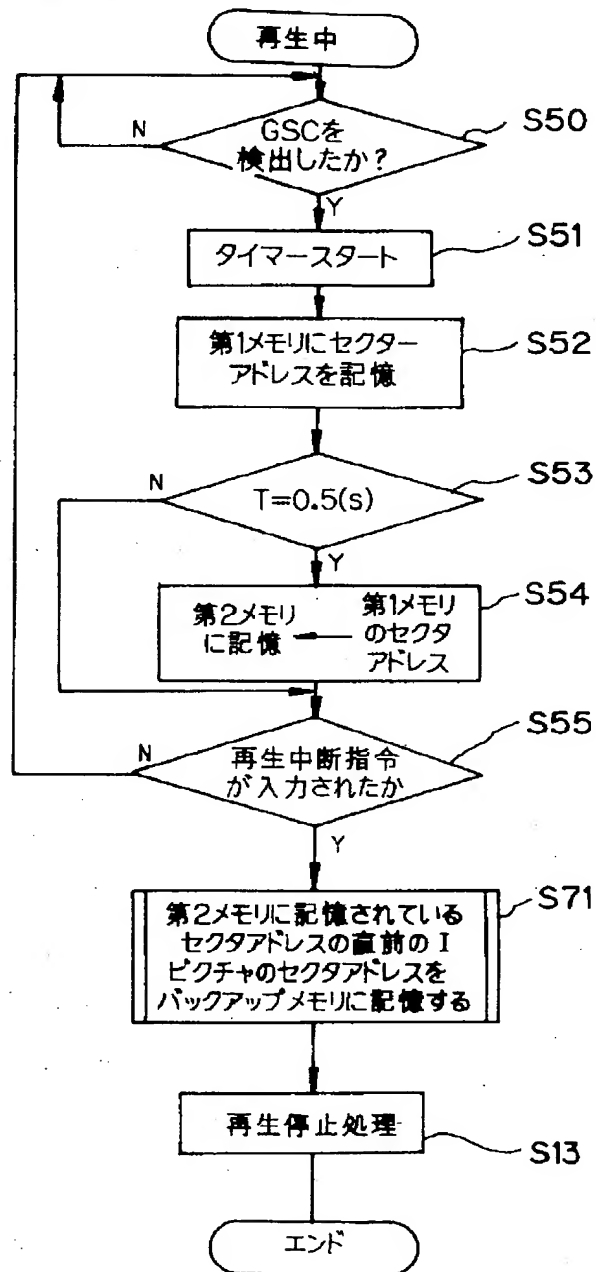 再生中
N
GSCを
検出したか？
S50
Y
タイマースタート
S51
第1メモリにセクター
アドレスを記憶
S52
N
T=0.5(s)
S53
Y
第2メモリ
に記憶
第1メモリ
のセクタ
アドレス
S54
N
再生中断指令
が入力されたか
S55
Y
第2メモリに記憶されている
セクタアドレスの直前のI
ピクチャのセクタアドレスを
バックアップメモリに記憶する
S71
再生停止処理
S13
エンド